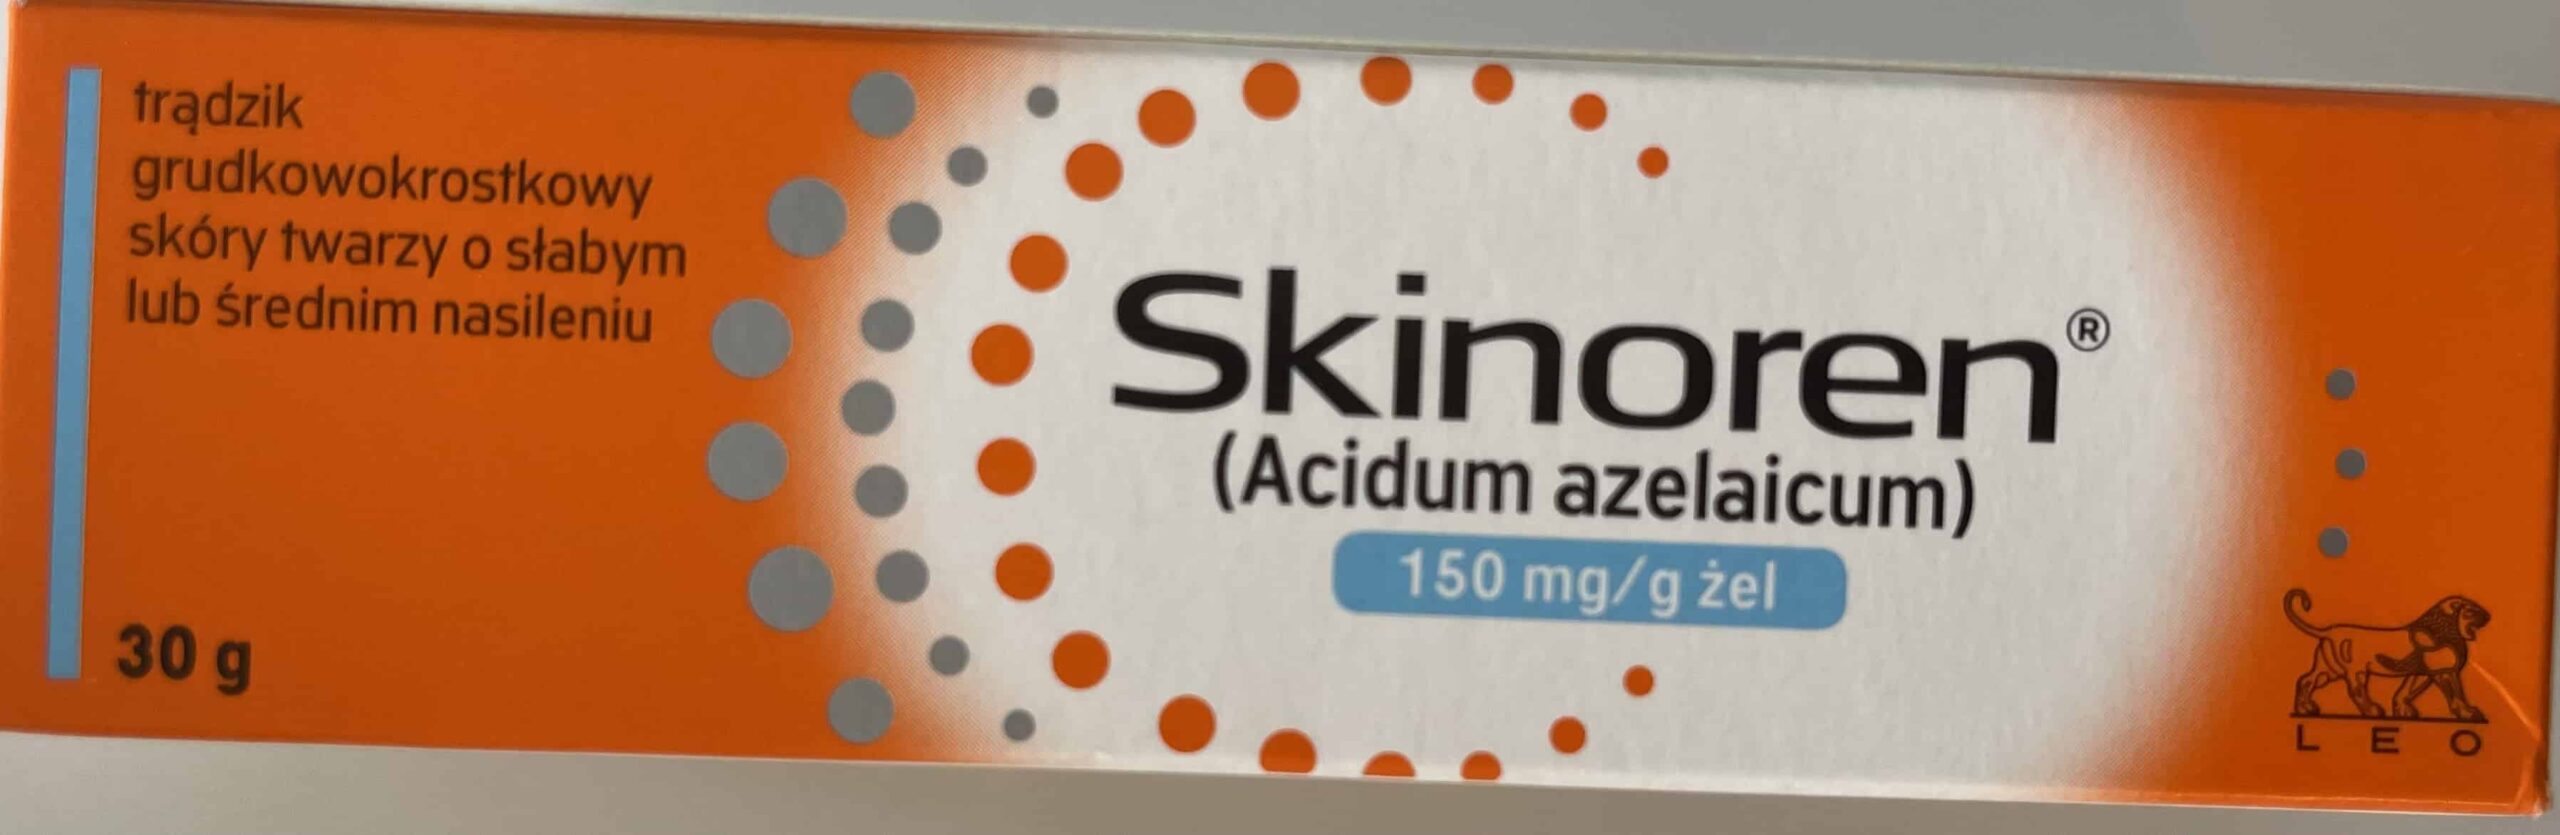 trądzik
grudkowokrostkowy
skóry twarzy o słabym
lub średnim nasileniu
30 g
Skinoren®
(Acidum azelaicum)
150 mg/g żel
LEO